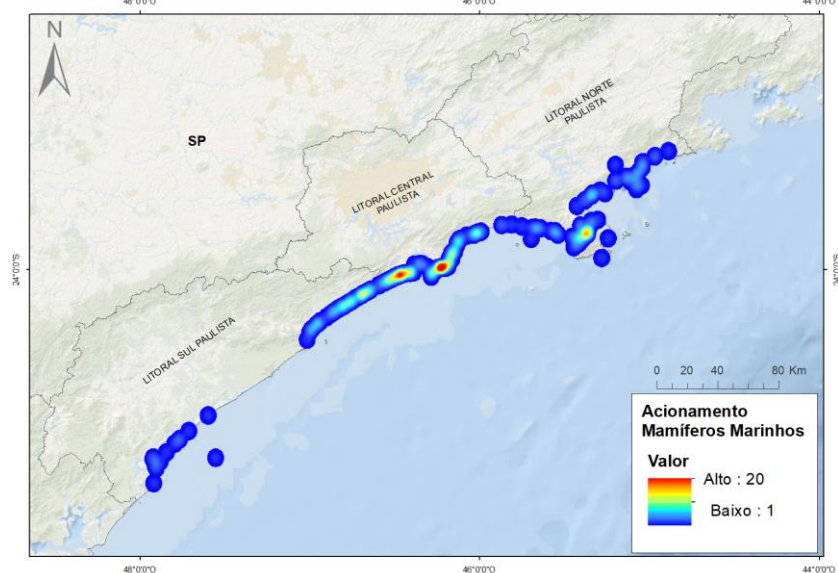 48°0'0"O
46°0'0"O
44°0'0"O
N
LITORAL NORTE
PAULISTA
SP
LITORAL CENTRAL
PAULISTA
24°0'0"S
24°0'0"S
LITORAL SUL PAULISTA
0 20 40 80 Km
Acionamento
Mamíferos Marinhos
Valor
Alto : 20
Baixo : 1
48°0'0"O
46°0'0"O
44°0'0"O